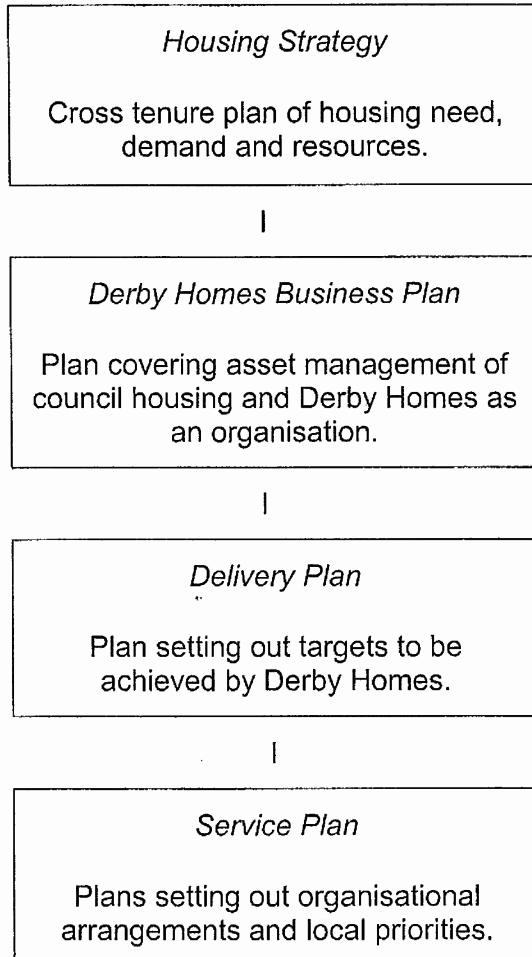 Housing Strategy
Cross tenure plan of housing need,
demand and resources.
Derby Homes Business Plan
Plan covering asset management of
council housing and Derby Homes as
an organisation.
Delivery Plan
Plan setting out targets to be
achieved by Derby Homes.
Service Plan
Plans setting out organisational
arrangements and local priorities.